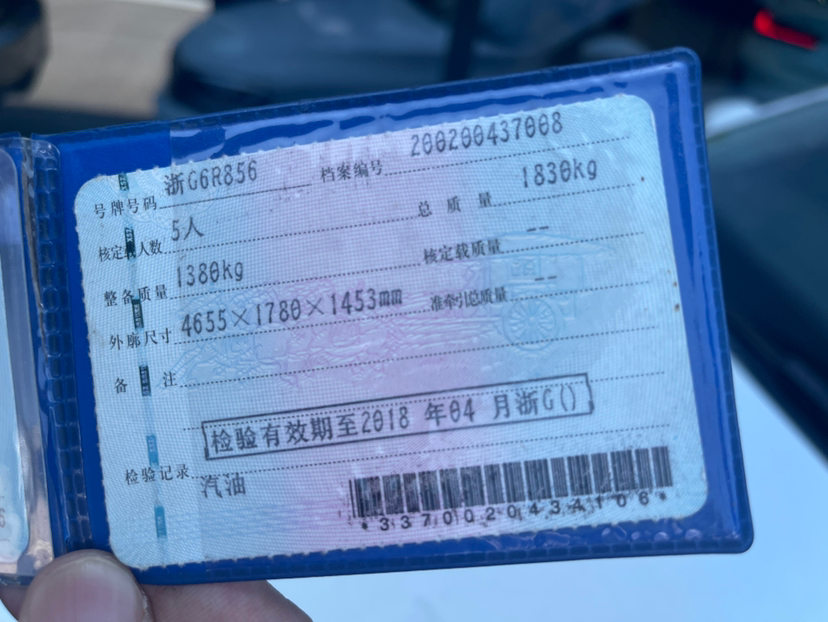 号牌号码 浙G6R856 档案编号 200200437008
核定载人数 5人 总质量 1830kg
整备质量 1380kg 核定载质量 --
外廓尺寸 4655×1780×1453mm 准牵引总质量 --
备注
检验有效期至2018 年04 月浙G()
检验记录
汽油
*3370020434106*